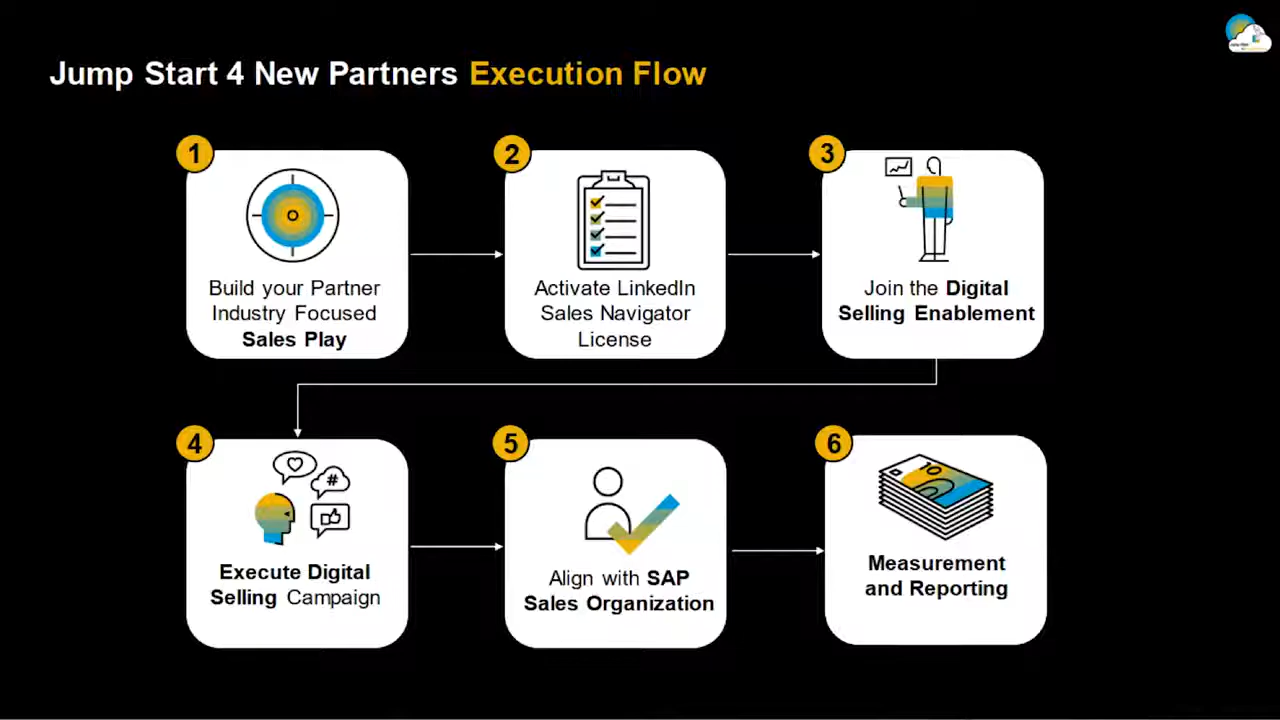 Jump Start 4 New Partners Execution Flow
1
Build your Partner
Industry Focused
Sales Play
2
Activate LinkedIn
Sales Navigator
License
3
Join the Digital
Selling Enablement
4
#
Execute Digital
Selling Campaign
5
Align with SAP
Sales Organization
6
10
Measurement
and Reporting